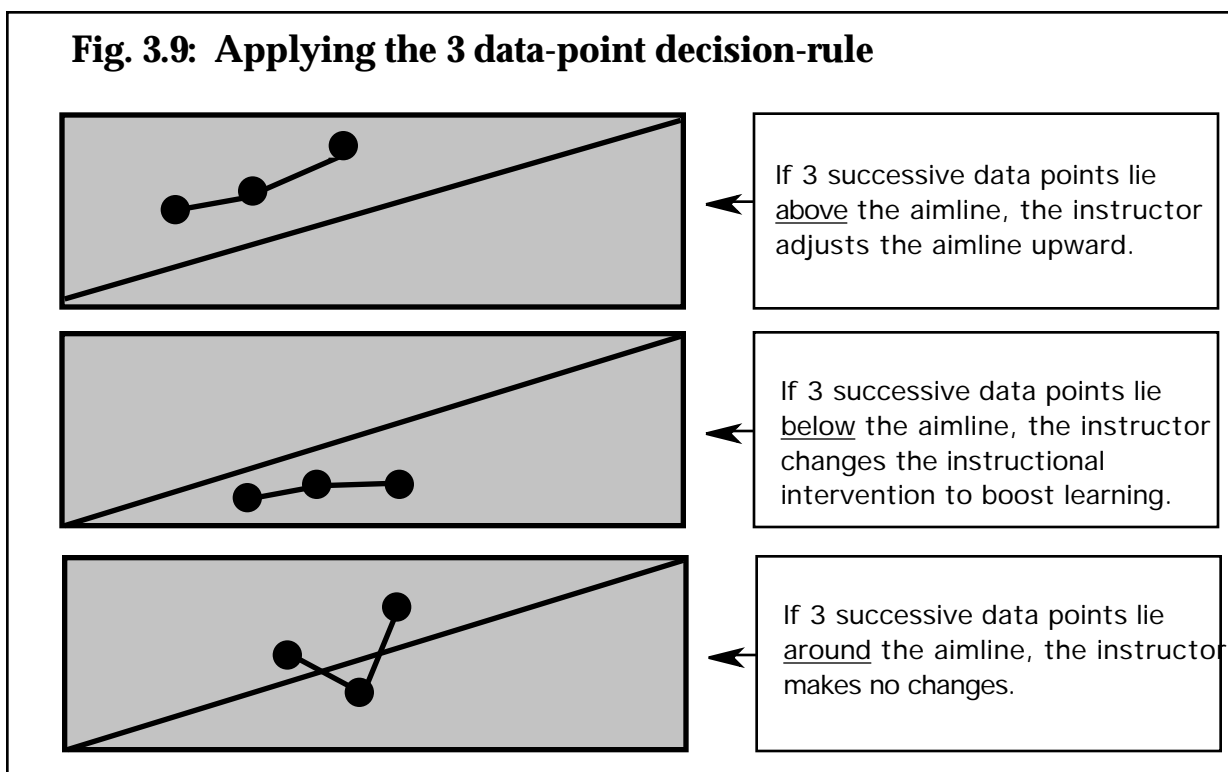 Fig. 3.9: Applying the 3 data-point decision-rule
If 3 successive data points lie
above the aimline, the instructor
adjusts the aimline upward.
If 3 successive data points lie
below the aimline, the instructor
changes the instructional
intervention to boost learning.
If 3 successive data points lie
around the aimline, the instructor
makes no changes.